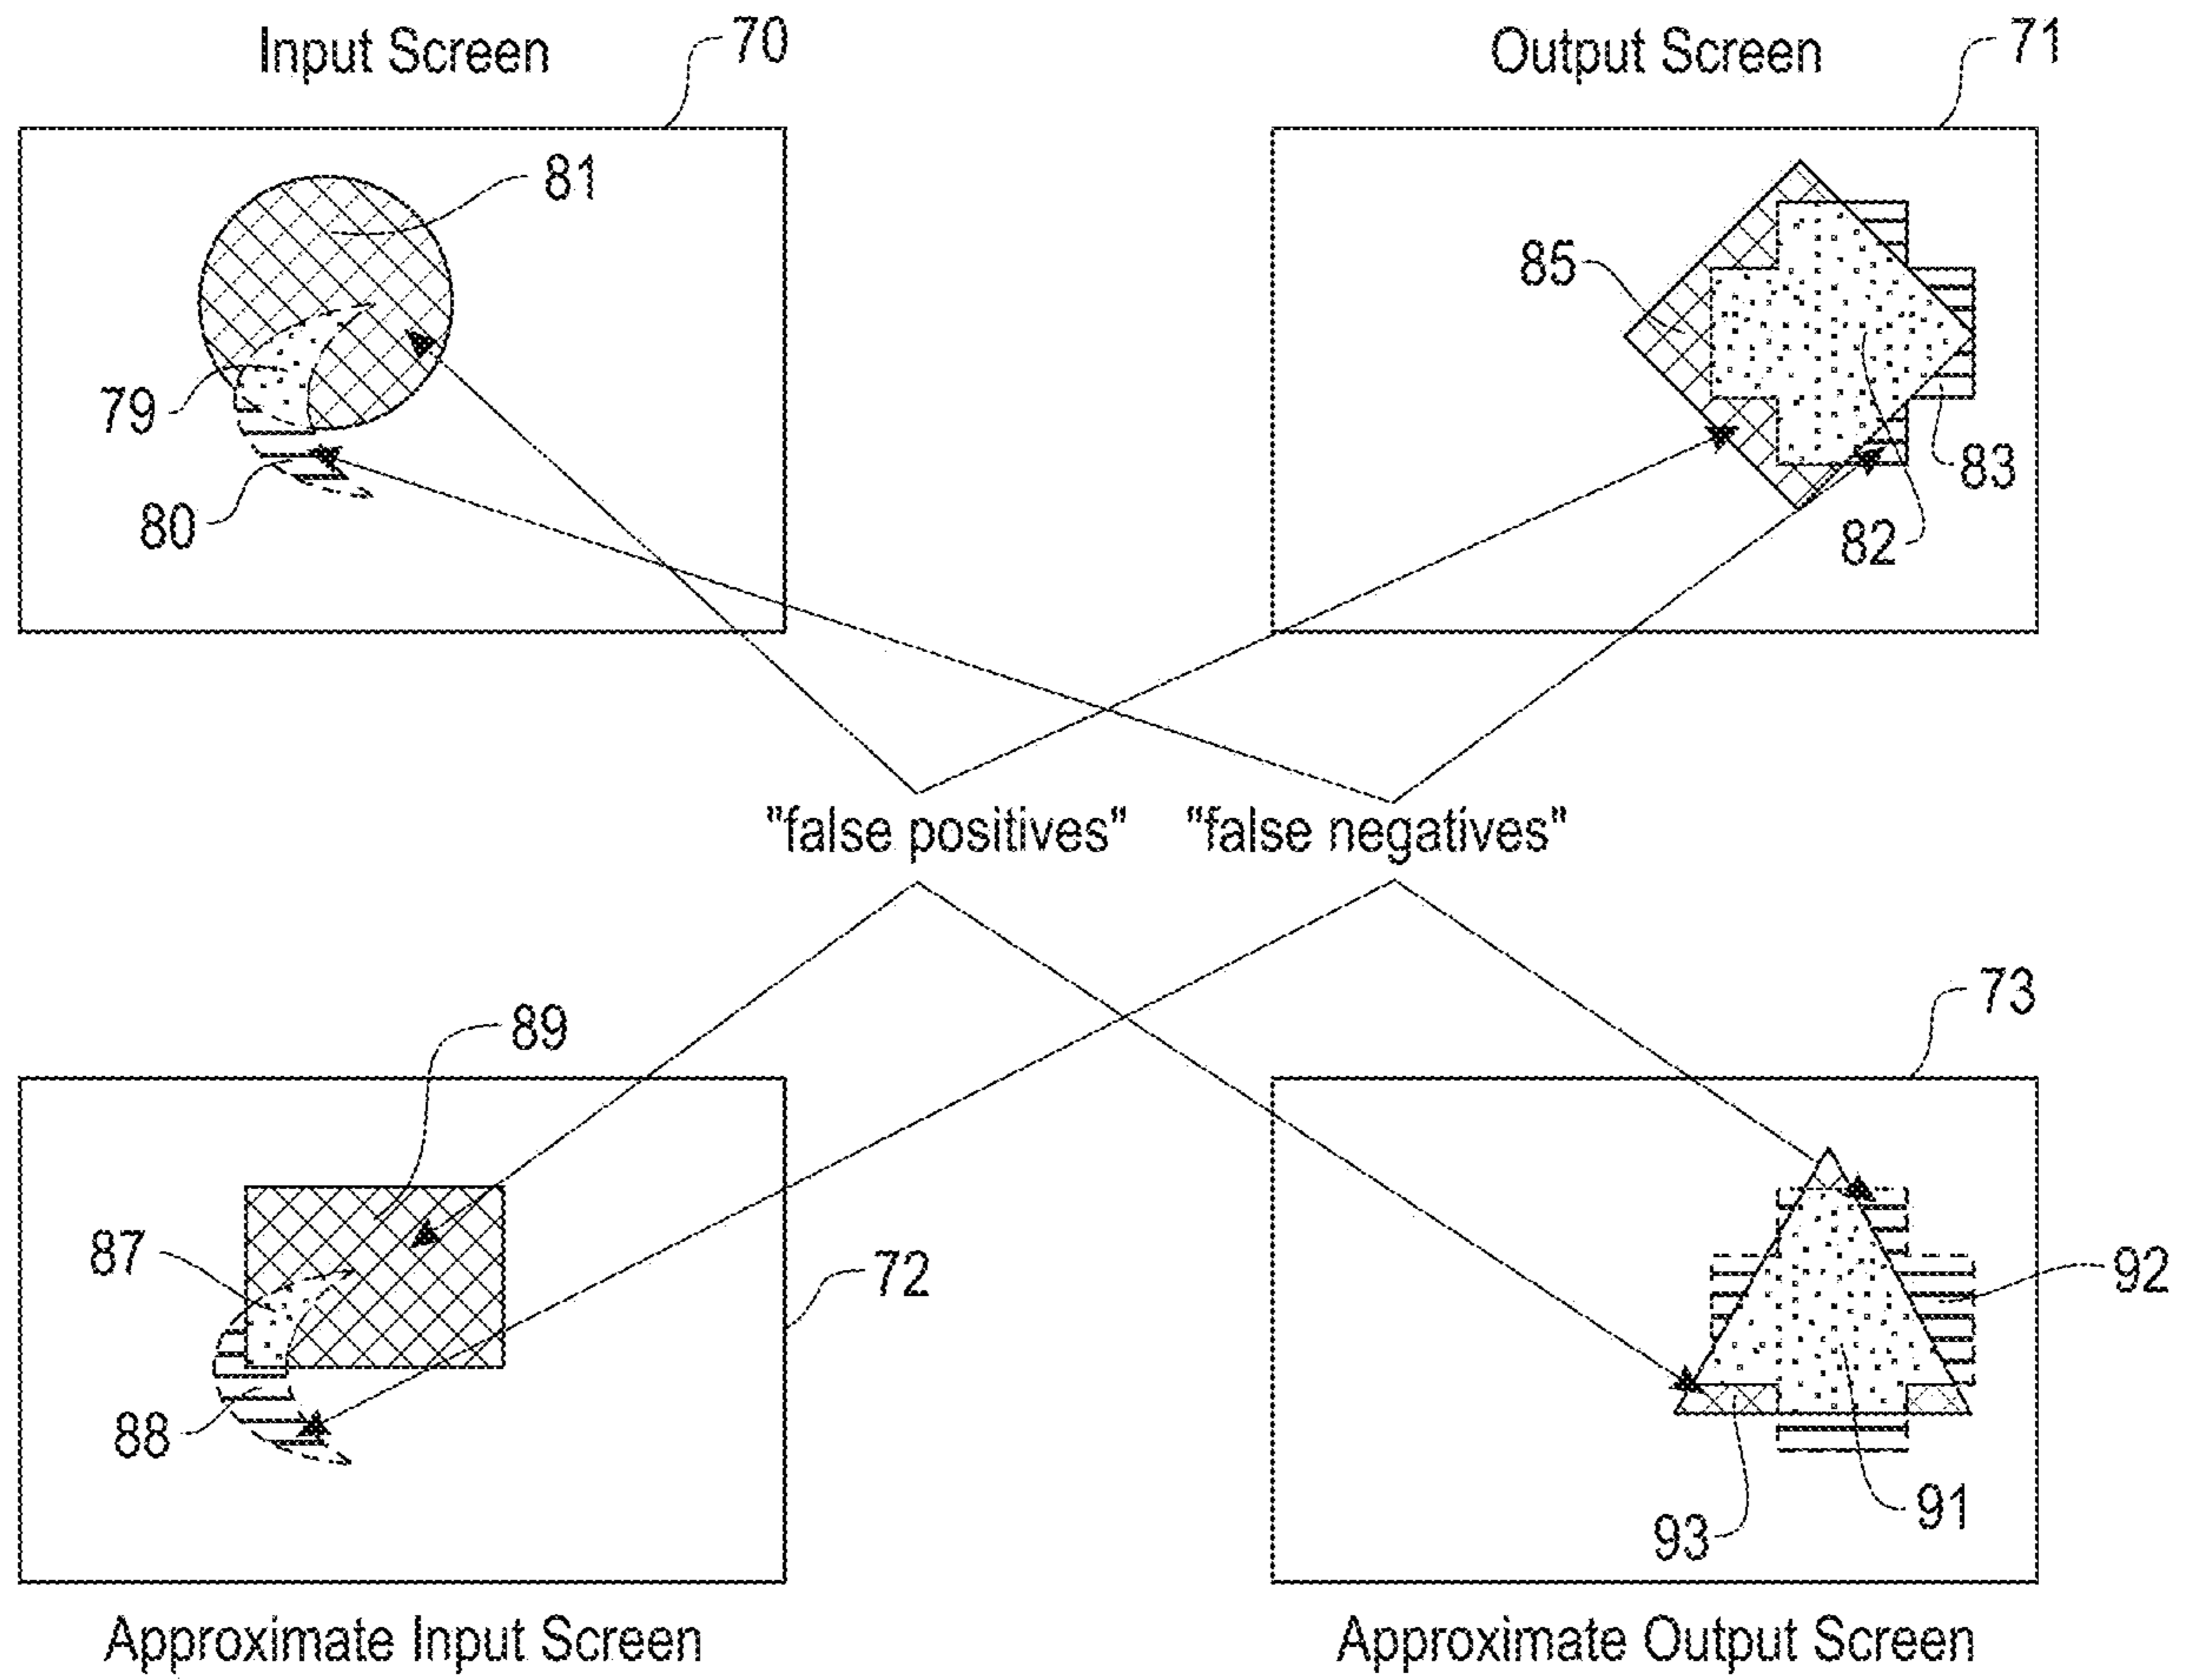 Input Screen
70
Output Screen
71
81
85
79
80
83
82
"false positives"
"false negatives"
73
89
87
72
92
88
91
93
Approximate Input Screen
Approximate Output Screen